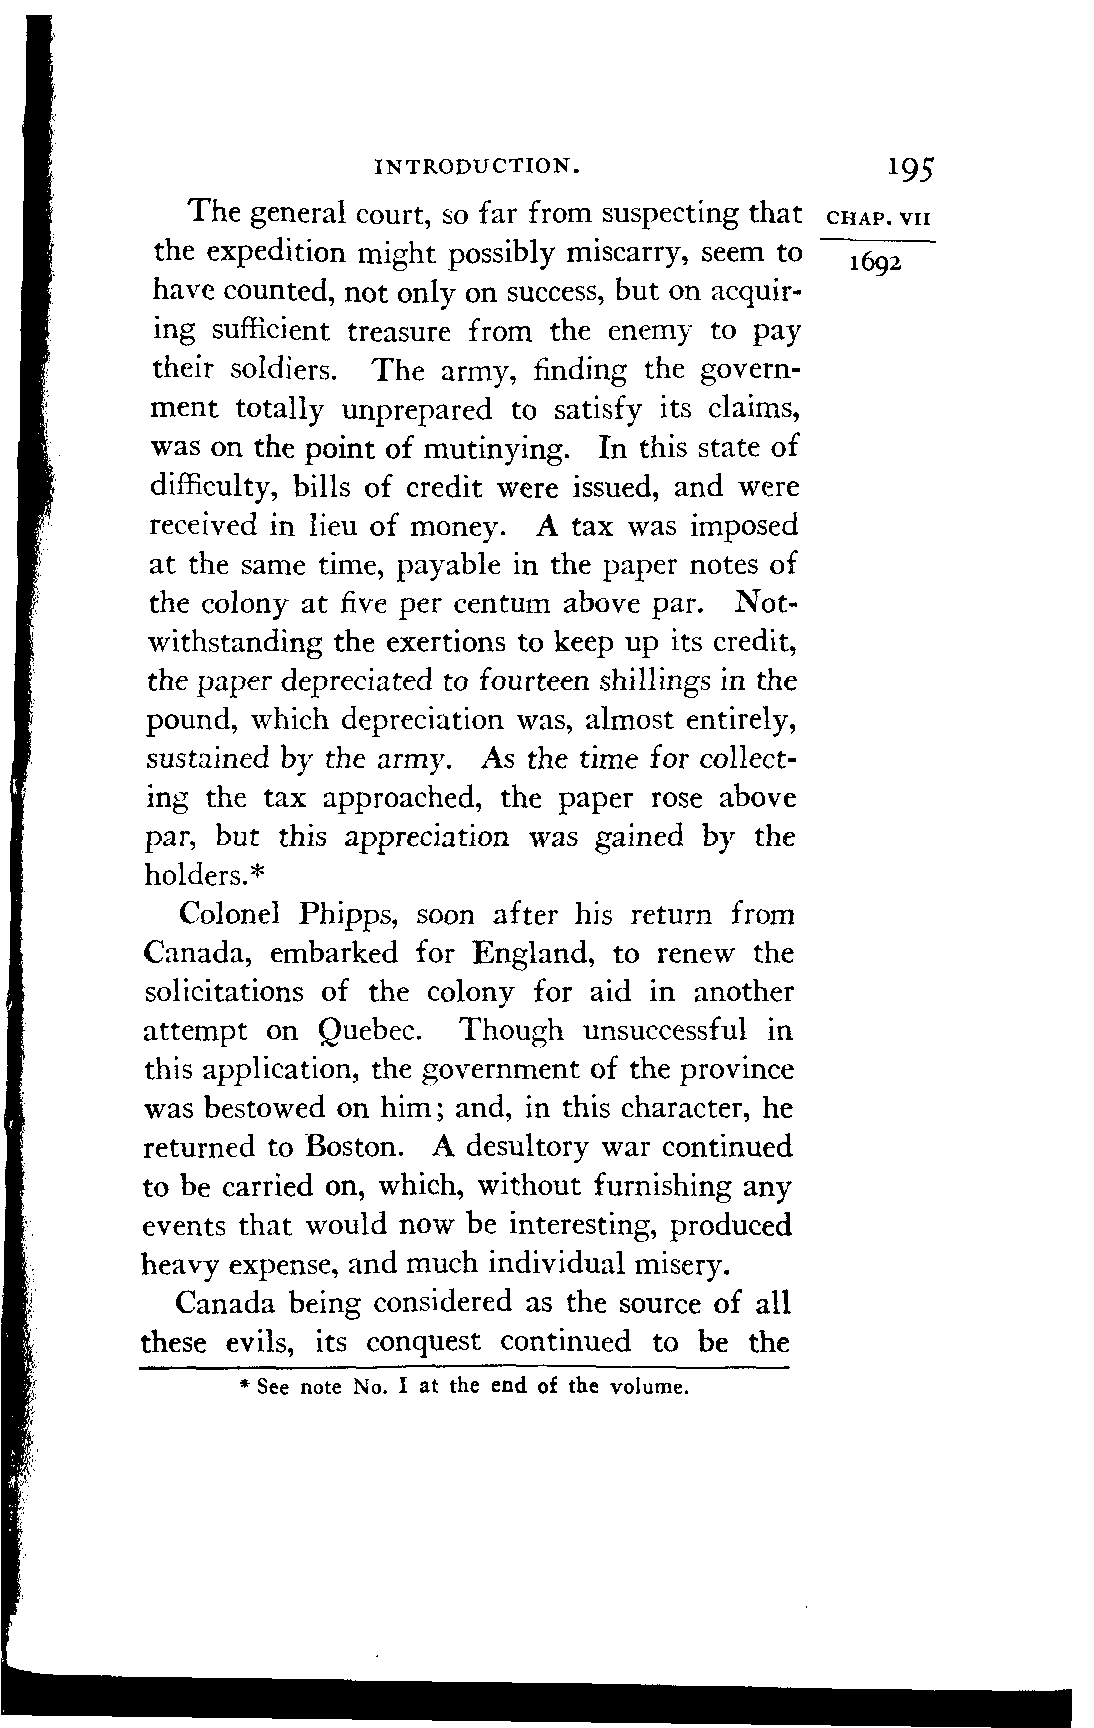 INTRODUCTION. 195
The general court, so far from suspecting that CHAP. VII
the expedition might possibly miscarry, seem to 1692
have counted, not only on success, but on acquir-
ing sufficient treasure from the enemy to pay
their soldiers. The army, finding the govern-
ment totally unprepared to satisfy its claims,
was on the point of mutinying. In this state of
difficulty, bills of credit were issued, and were
received in lieu of money. A tax was imposed
at the same time, payable in the paper notes of
the colony at five per centum above par. Not-
withstanding the exertions to keep up its credit,
the paper depreciated to fourteen shillings in the
pound, which depreciation was, almost entirely,
sustained by the army. As the time for collect-
ing the tax approached, the paper rose above
par, but this appreciation was gained by the
holders.*
Colonel Phipps, soon after his return from
Canada, embarked for England, to renew the
solicitations of the colony for aid in another
attempt on Quebec. Though unsuccessful in
this application, the government of the province
was bestowed on him; and, in this character, he
returned to Boston. A desultory war continued
to be carried on, which, without furnishing any
events that would now be interesting, produced
heavy expense, and much individual misery.
Canada being considered as the source of all
these evils, its conquest continued to be the
* See note No. I at the end of the volume.